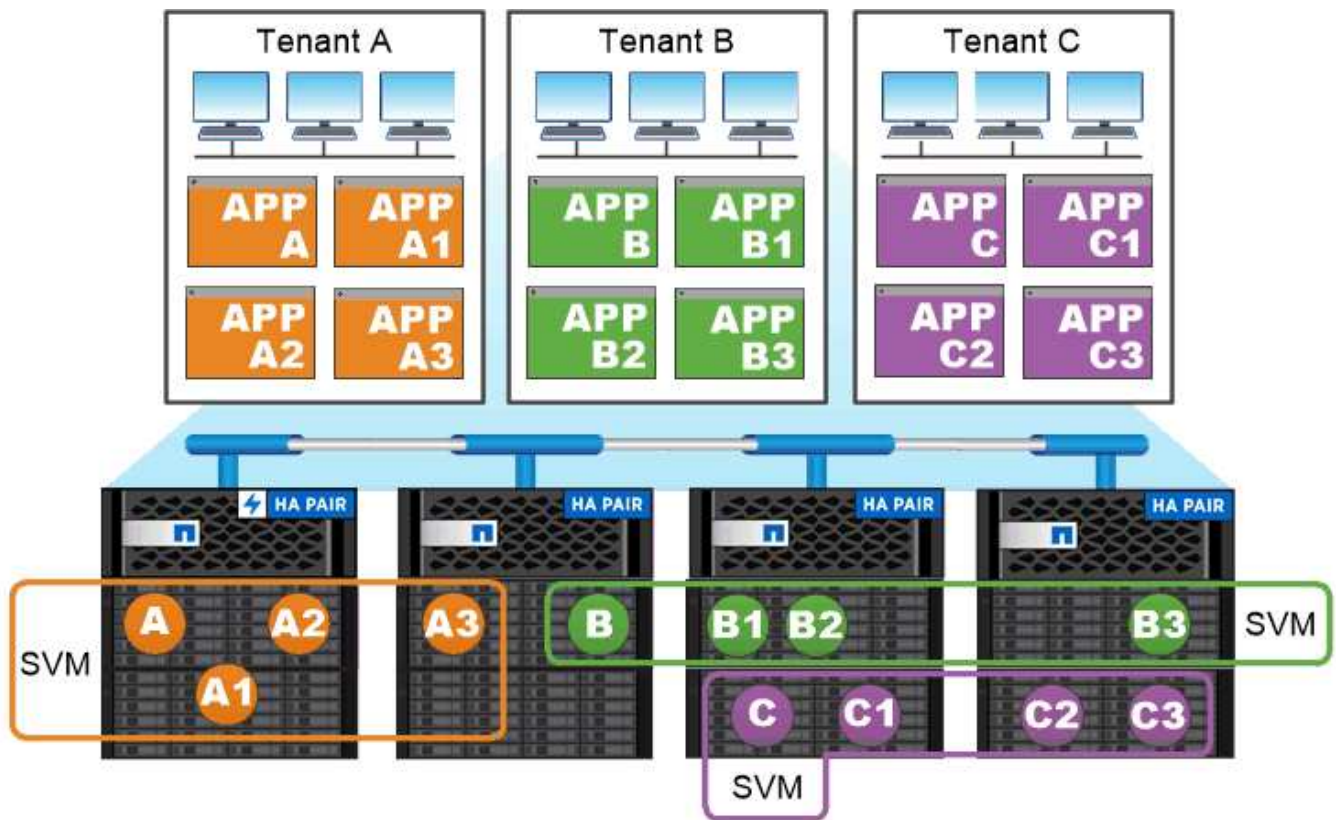 Tenant A
Tenant B
Tenant C
APP
A
APP
A1
APP
B
APP
B1
APP
C
APP
C1
APP
A2
APP
A3
APP
B2
APP
B3
APP
C2
APP
C3
HA PAIR
HA PAIR
HA PAIR
HA PAIR
SVM
A
A2
A1
A3
B
B1
B2
B3
SVM
C
C1
C2
C3
SVM